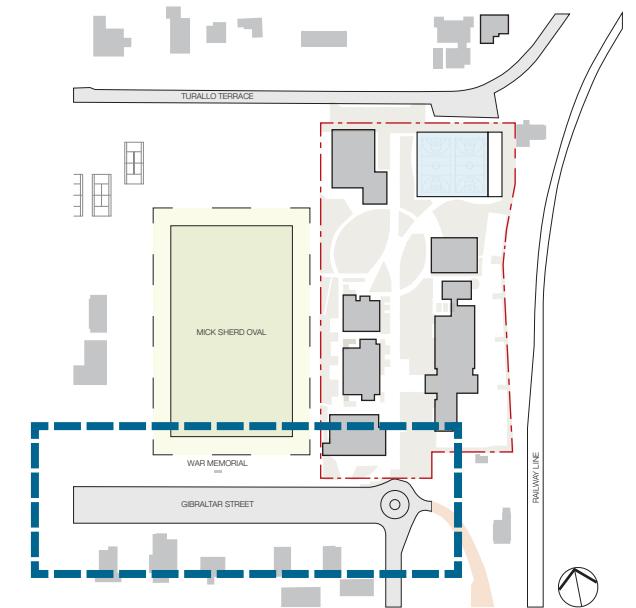 TURALLO TERRACE
MICK SHERD OVAL
WAR MEMORIAL
GIBRALTAR STREET
RAILWAY LINE